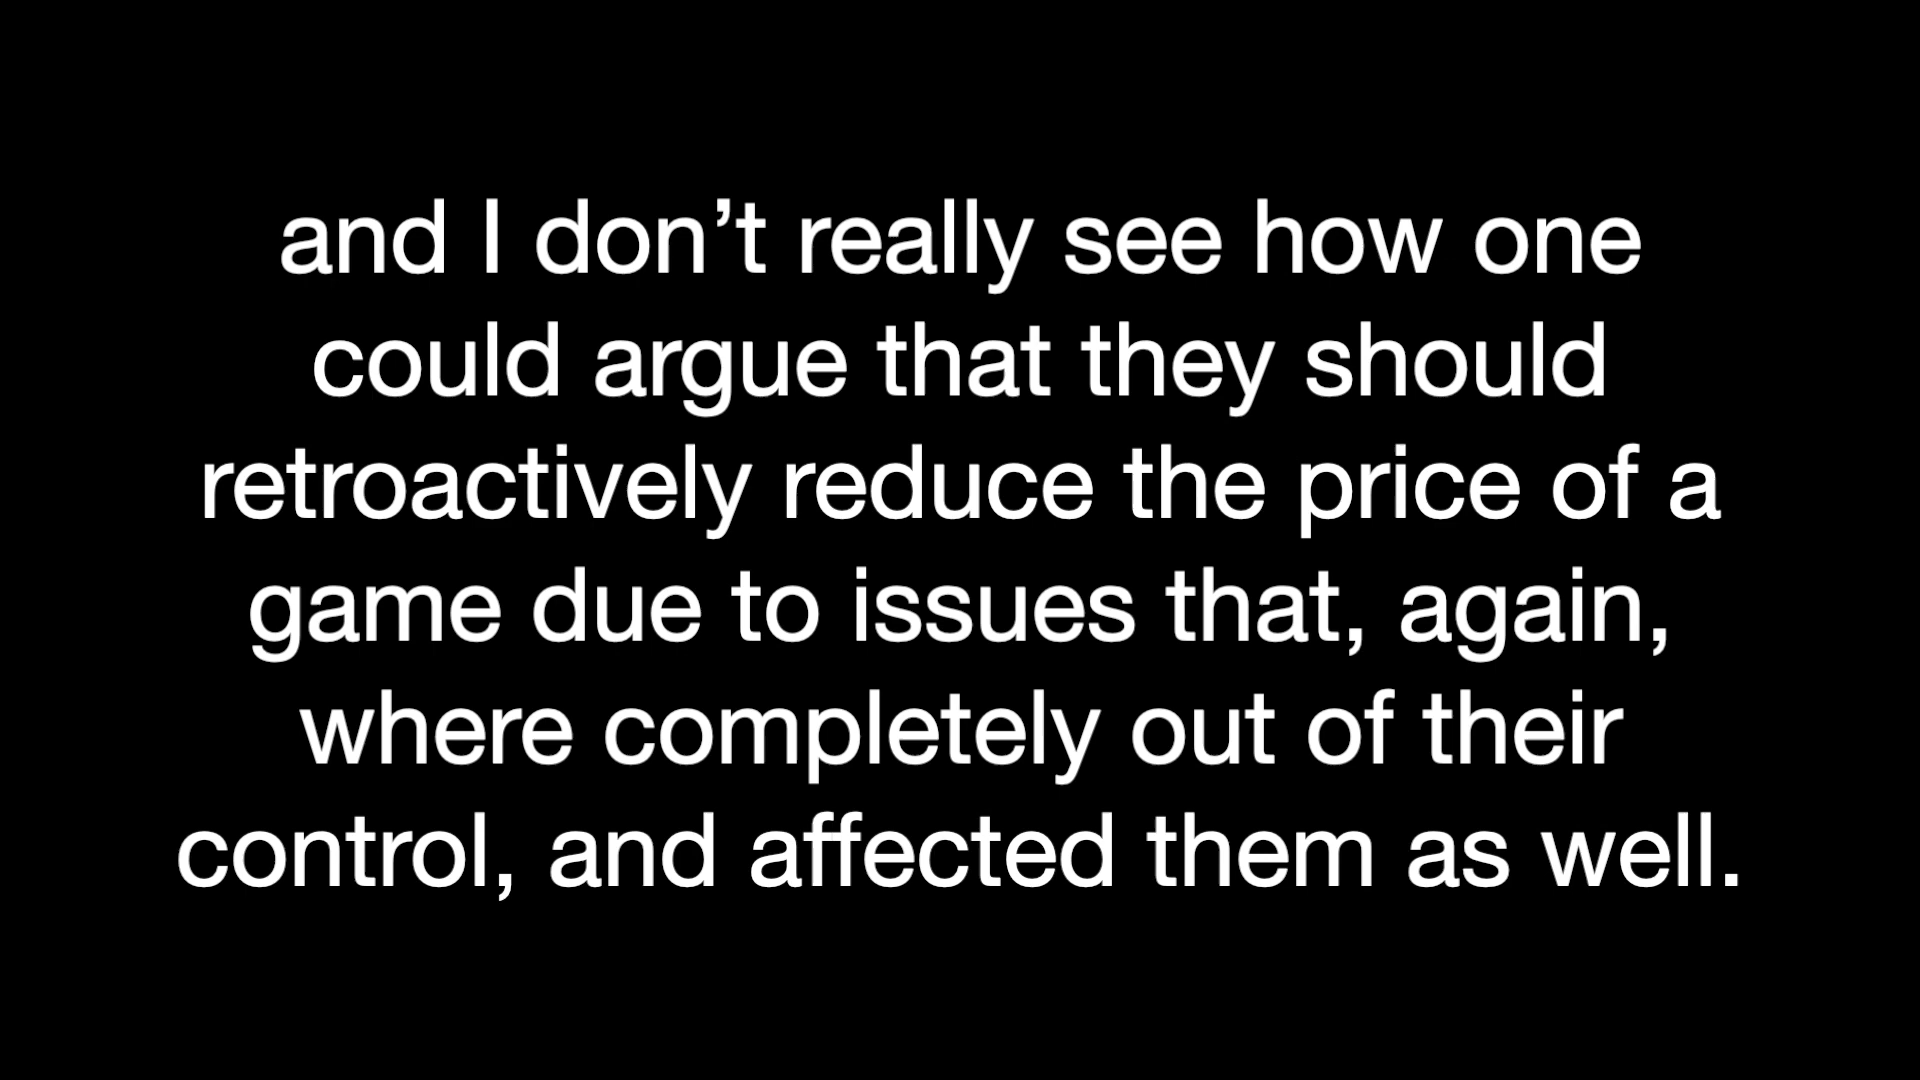 and I don’t really see how one
could argue that they should
retroactively reduce the price of a
game due to issues that, again,
where completely out of their
control, and affected them as well.